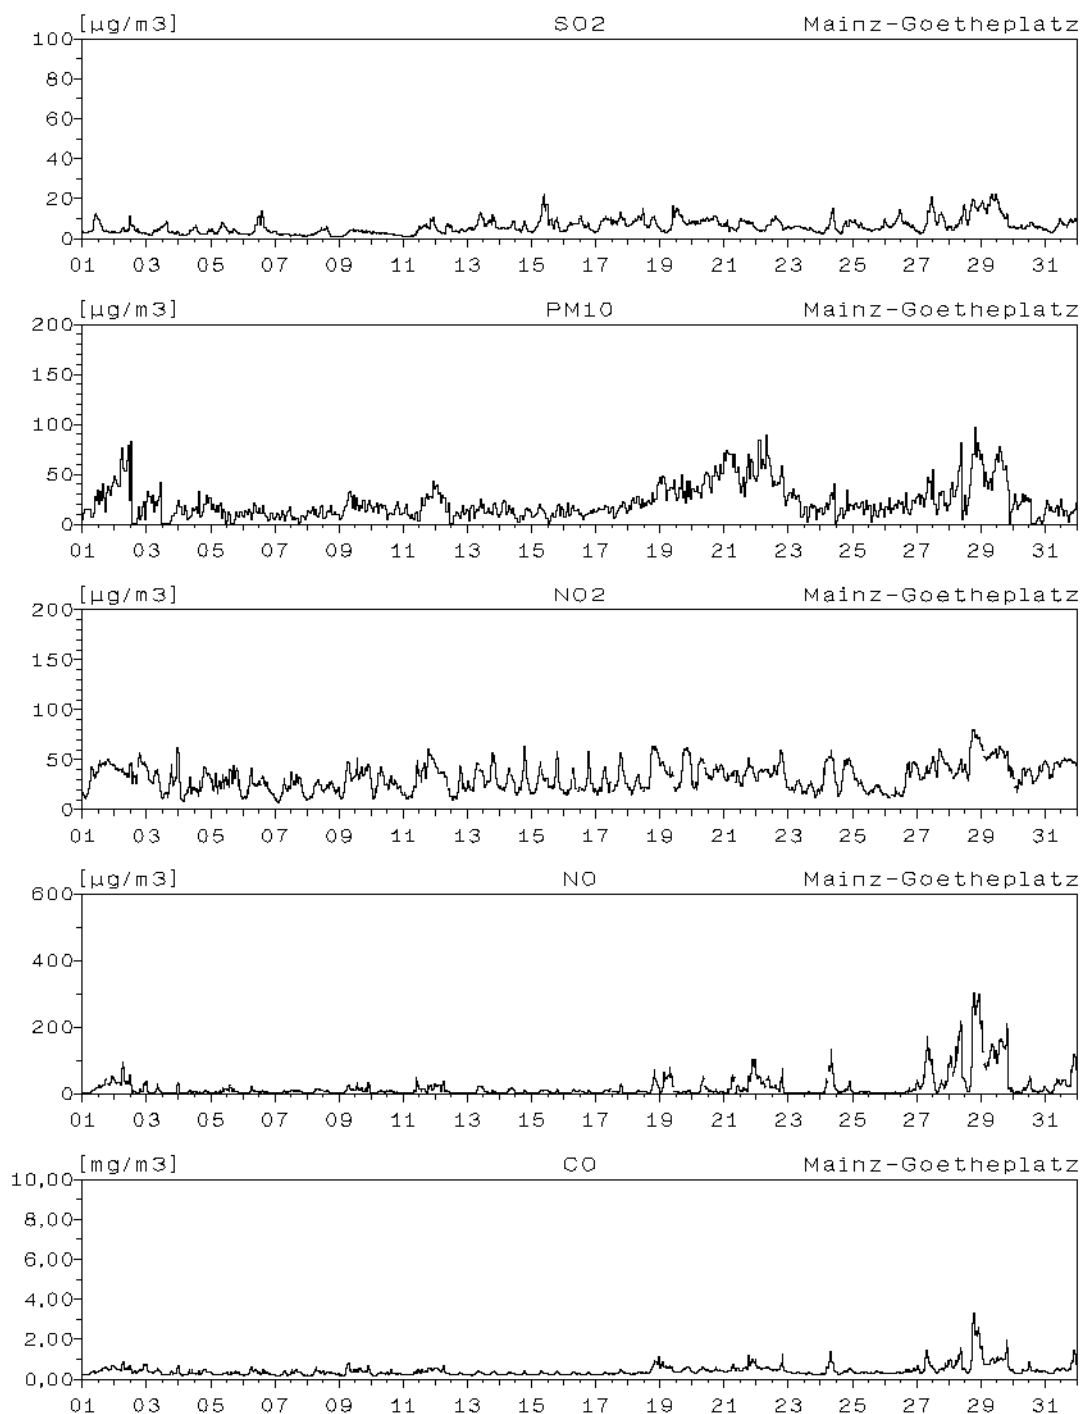 [µg/m3] SO2 Mainz-Goetheplatz
100
80
60
40
20
0
01 03 05 07 09 11 13 15 17 19 21 23 25 27 29 31
[µg/m3] PM10 Mainz-Goetheplatz
200
150
100
50
0
01 03 05 07 09 11 13 15 17 19 21 23 25 27 29 31
[µg/m3] NO2 Mainz-Goetheplatz
200
150
100
50
0
01 03 05 07 09 11 13 15 17 19 21 23 25 27 29 31
[µg/m3] NO Mainz-Goetheplatz
600
400
200
0
01 03 05 07 09 11 13 15 17 19 21 23 25 27 29 31
[mg/m3] CO Mainz-Goetheplatz
10,00
8,00
6,00
4,00
2,00
0,00
01 03 05 07 09 11 13 15 17 19 21 23 25 27 29 31